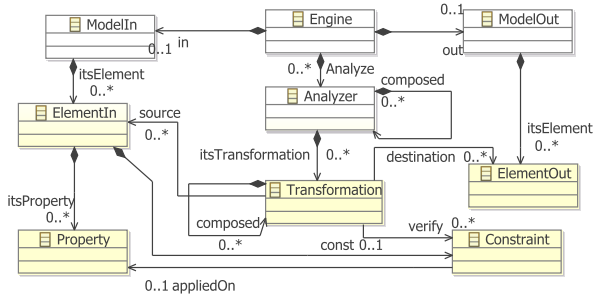 ModelIn
Engine
ModelOut
0..1
in
0..1
out
itsElement
0..*
0..*
Analyze
composed
0..*
ElementIn
source
0..*
Analyzer
itsTransformation
0..*
itsElement
0..*
destination
0..*
ElementOut
itsProperty
0..*
Transformation
composed
0..*
const
0..1
verify
0..*
Property
Constraint
0..1 appliedOn